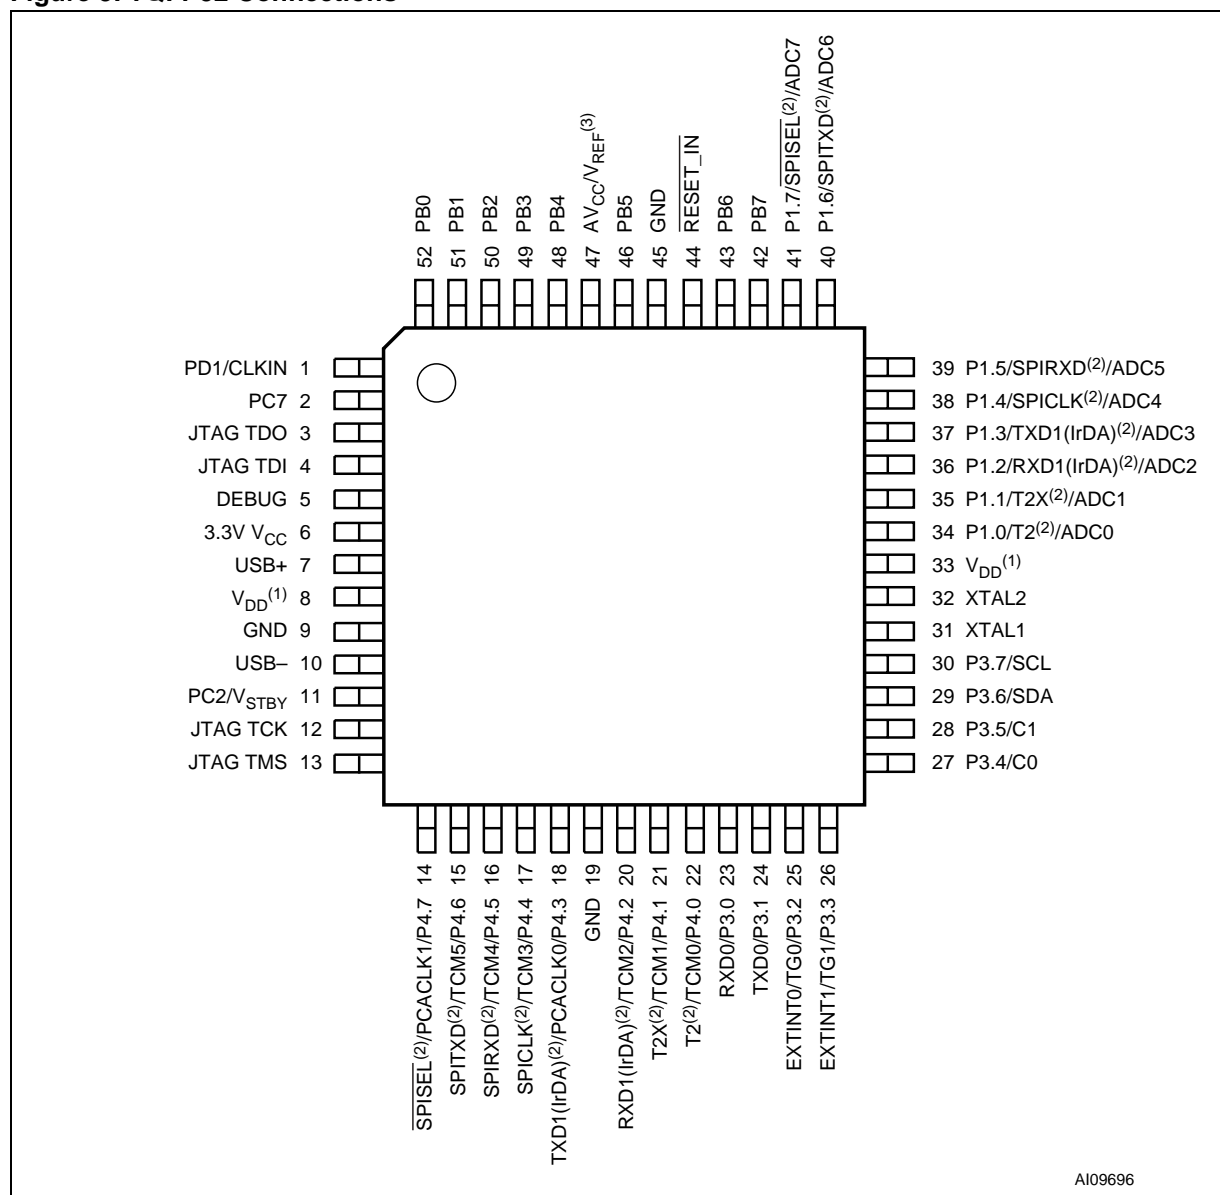 52 PB0
51 PB1
50 PB2
49 PB3
48 PB4
47 AVCC/VREF(3)
46 PB5
45 GND
44 RESET_IN
43 PB6
42 PB7
41 P1.7/SPISEL(2)/ADC7
40 P1.6/SPITXD(2)/ADC6
PD1/CLKIN 1
PC7 2
JTAG TDO 3
JTAG TDI 4
DEBUG 5
3.3V VCC 6
USB+ 7
VDD(1) 8
GND 9
USB– 10
PC2/VSTBY 11
JTAG TCK 12
JTAG TMS 13
39 P1.5/SPIRXD(2)/ADC5
38 P1.4/SPICLK(2)/ADC4
37 P1.3/TXD1(IrDA)(2)/ADC3
36 P1.2/RXD1(IrDA)(2)/ADC2
35 P1.1/T2X(2)/ADC1
34 P1.0/T2(2)/ADC0
33 VDD(1)
32 XTAL2
31 XTAL1
30 P3.7/SCL
29 P3.6/SDA
28 P3.5/C1
27 P3.4/C0
SPISEL(2)/PCACLK1/P4.7 14
SPITXD(2)/TCM5/P4.6 15
SPIRXD(2)/TCM4/P4.5 16
SPICLK(2)/TCM3/P4.4 17
TXD1(IrDA)(2)/PCACLK0/P4.3 18
GND 19
RXD1(IrDA)(2)/TCM2/P4.2 20
T2X(2)/TCM1/P4.1 21
T2(2)/TCM0/P4.0 22
RXD0/P3.0 23
TXD0/P3.1 24
EXTINT0/TG0/P3.2 25
EXTINT1/TG1/P3.3 26
AI09696